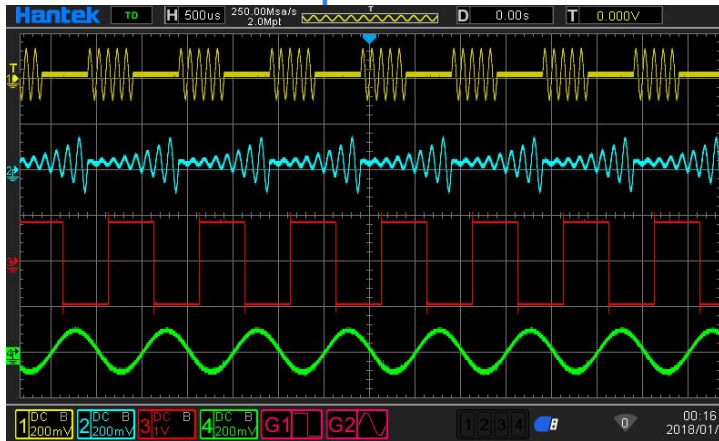 Hantek TD H 500us 250.00Msa/s 2.0Mpt T D 0.00s T 0.000V
T
1
2
3
4
1 DC B 200mV 2 DC B 200mV 3 DC B 1V 4 DC B 200mV G1 G2 1 2 3 4 0 00:16
2018/01/